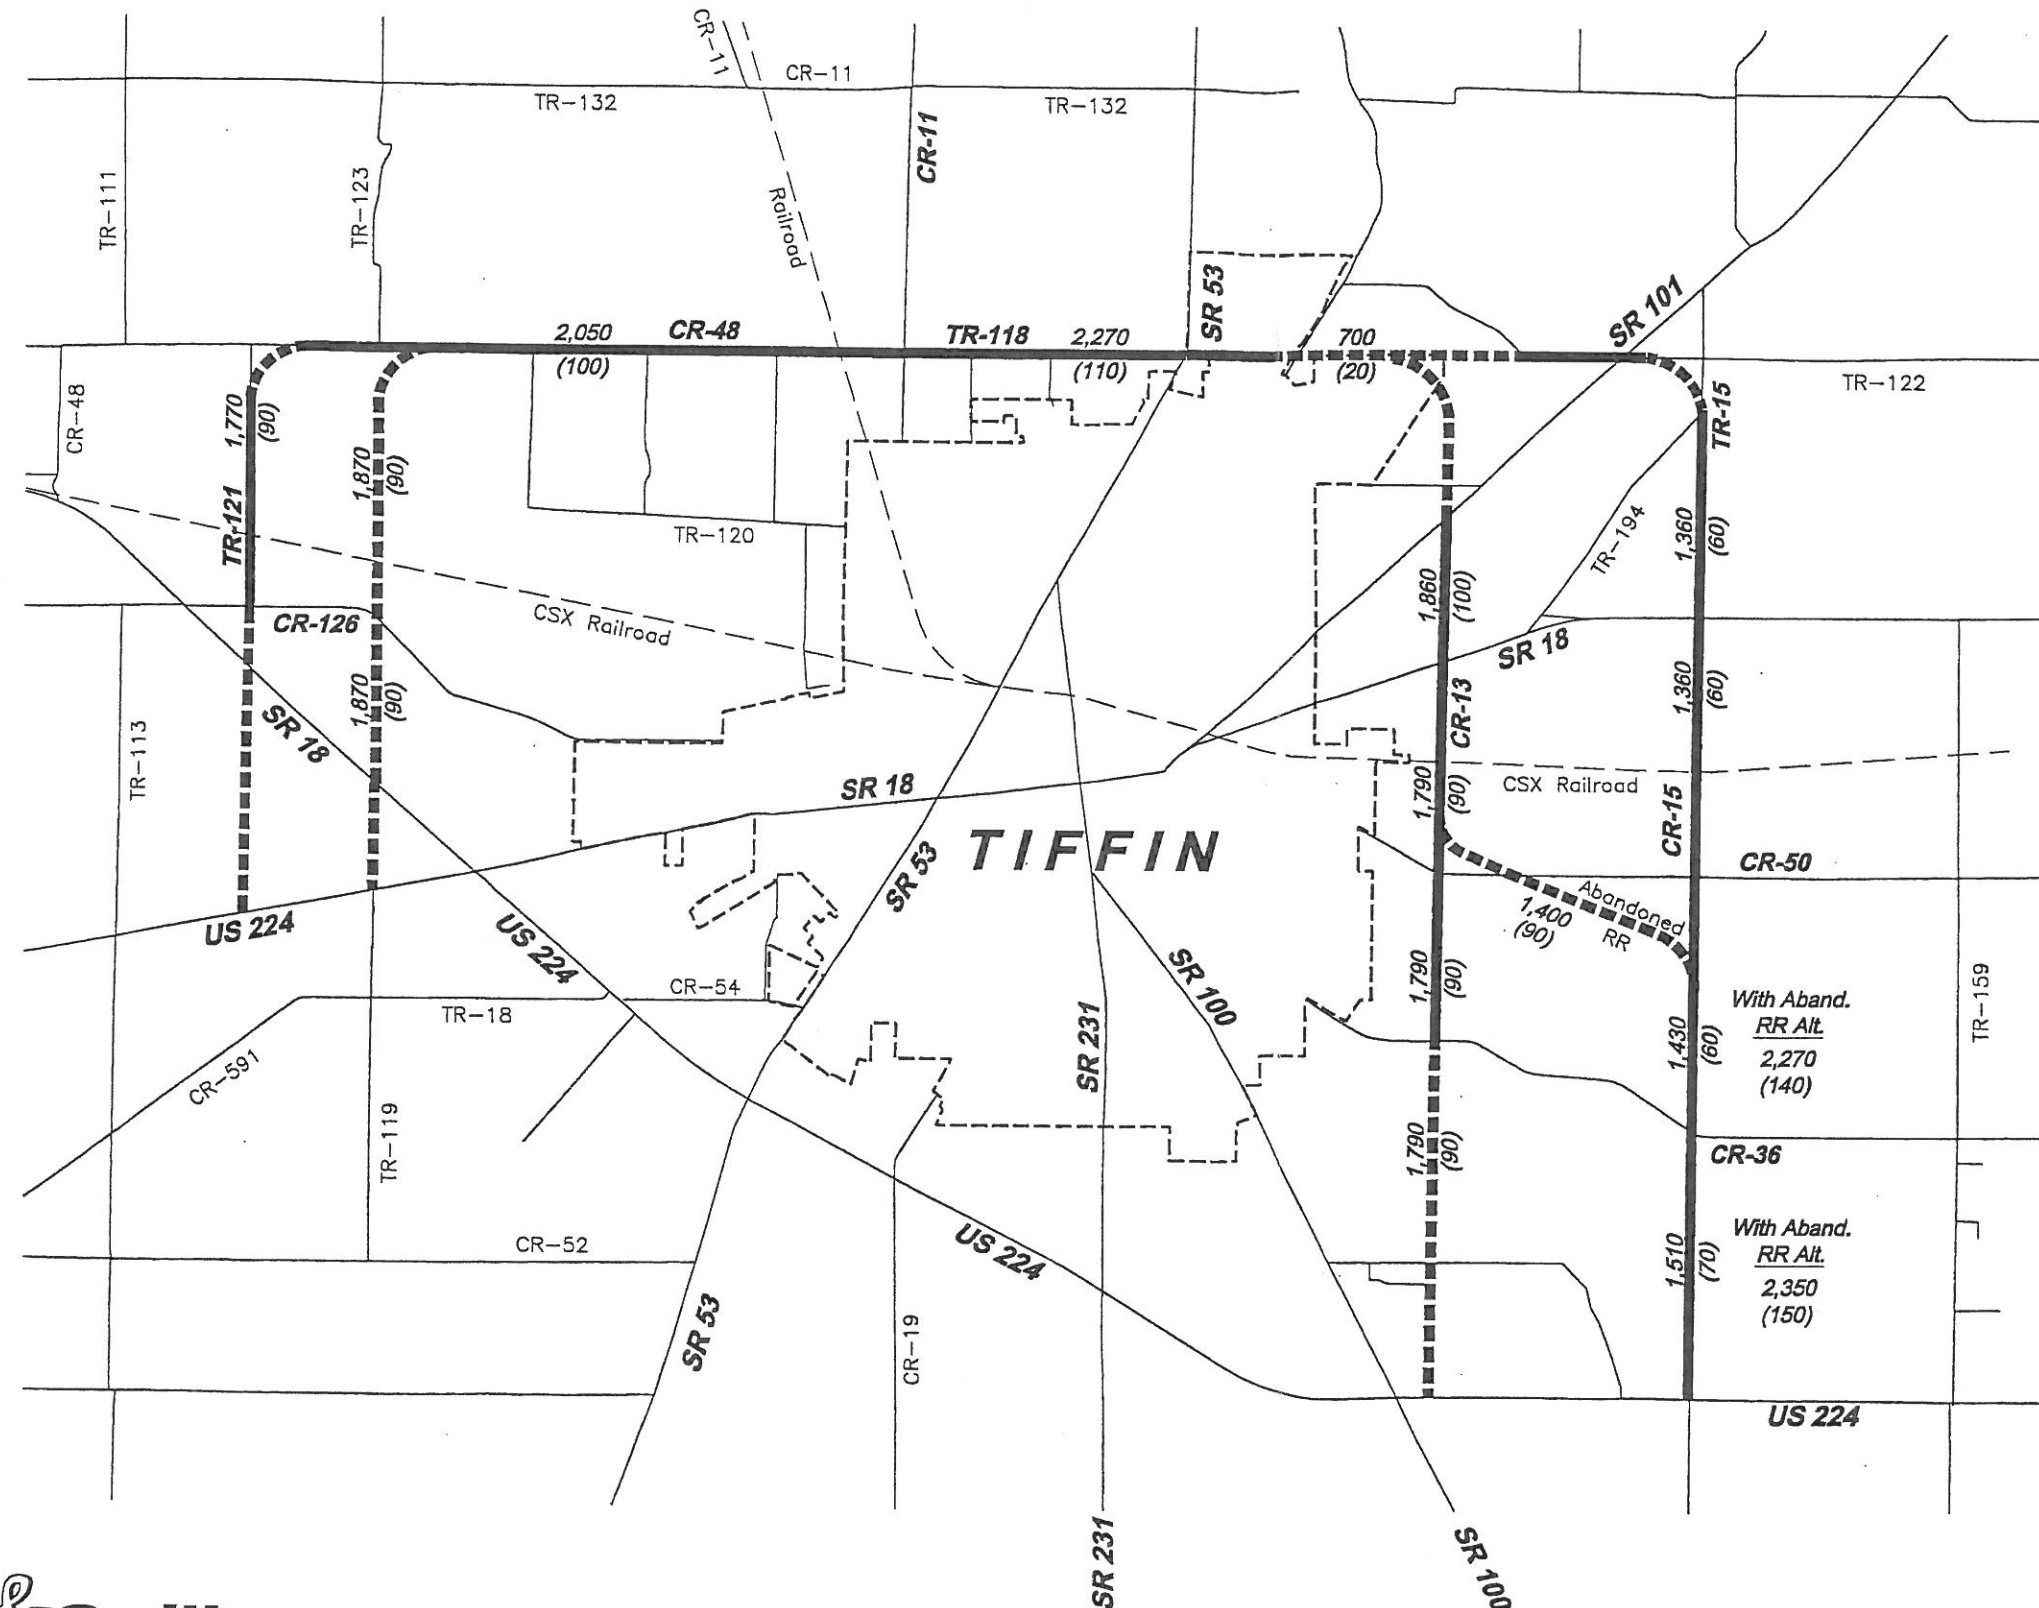 CR-11
CR-11
TR-132
TR-132
CR-11
TR-111
TR-123
Railroad
SR 53
SR 101
2,050
(100)
CR-48
TR-118
2,270
(110)
700
(20)
TR-122
CR-48
1,770
(90)
TR-15
1,870
(90)
TR-121
TR-120
1,360
(60)
TR-194
1,860
(100)
CR-126
CSX Railroad
SR 18
1,870
(90)
1,360
(60)
SR 18
CR-13
TR-113
SR 18
1,790
(90)
CSX Railroad
CR-15
TIFFIN
SR 53
CR-50
Abandoned
RR
1,400
(90)
US 224
US 224
SR 100
1,790
(90)
CR-54
TR-18
With Aband.
RR Alt.
2,270
(140)
TR-159
SR 231
1,430
(60)
CR-591
TR-119
1,790
(90)
CR-36
With Aband.
RR Alt.
2,350
(150)
CR-52
US 224
1,510
(70)
SR 53
CR-19
US 224
SR 231
SR 100